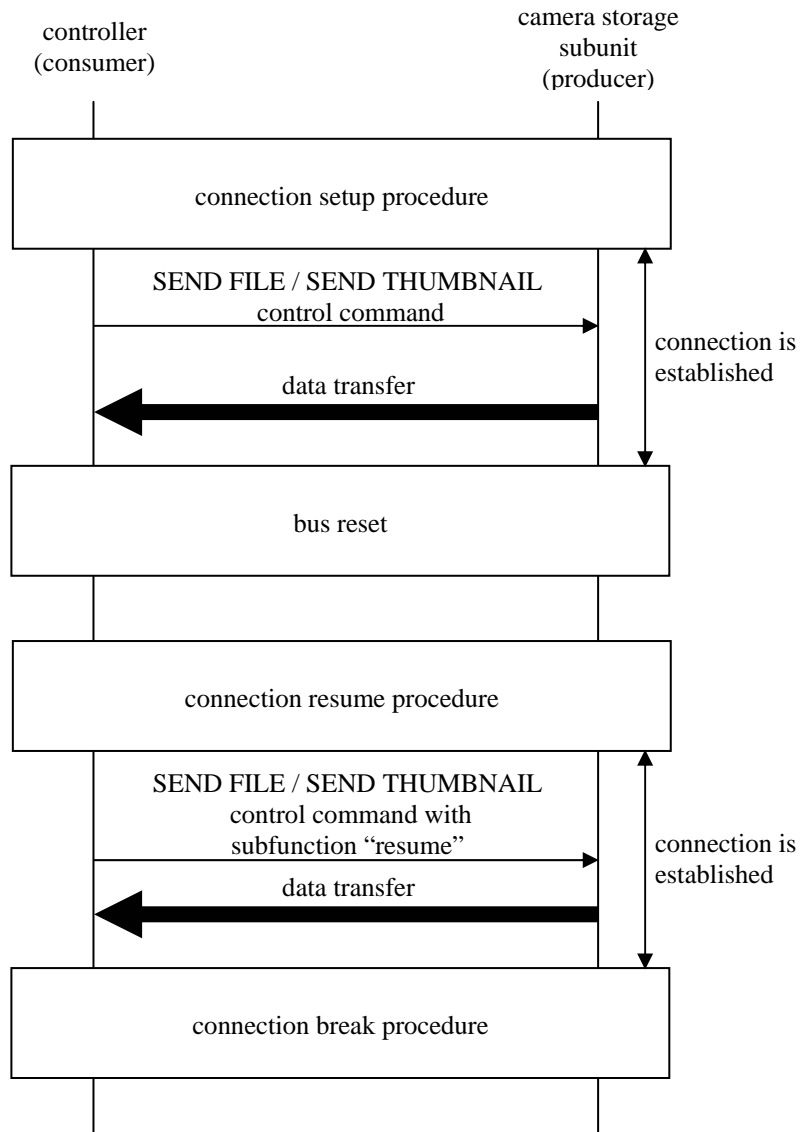 controller
(consumer)
camera storage
subunit
(producer)
connection setup procedure
SEND FILE / SEND THUMBNAIL
control command
connection is
established
data transfer
bus reset
connection resume procedure
SEND FILE / SEND THUMBNAIL
control command with
subfunction “resume”
connection is
established
data transfer
connection break procedure